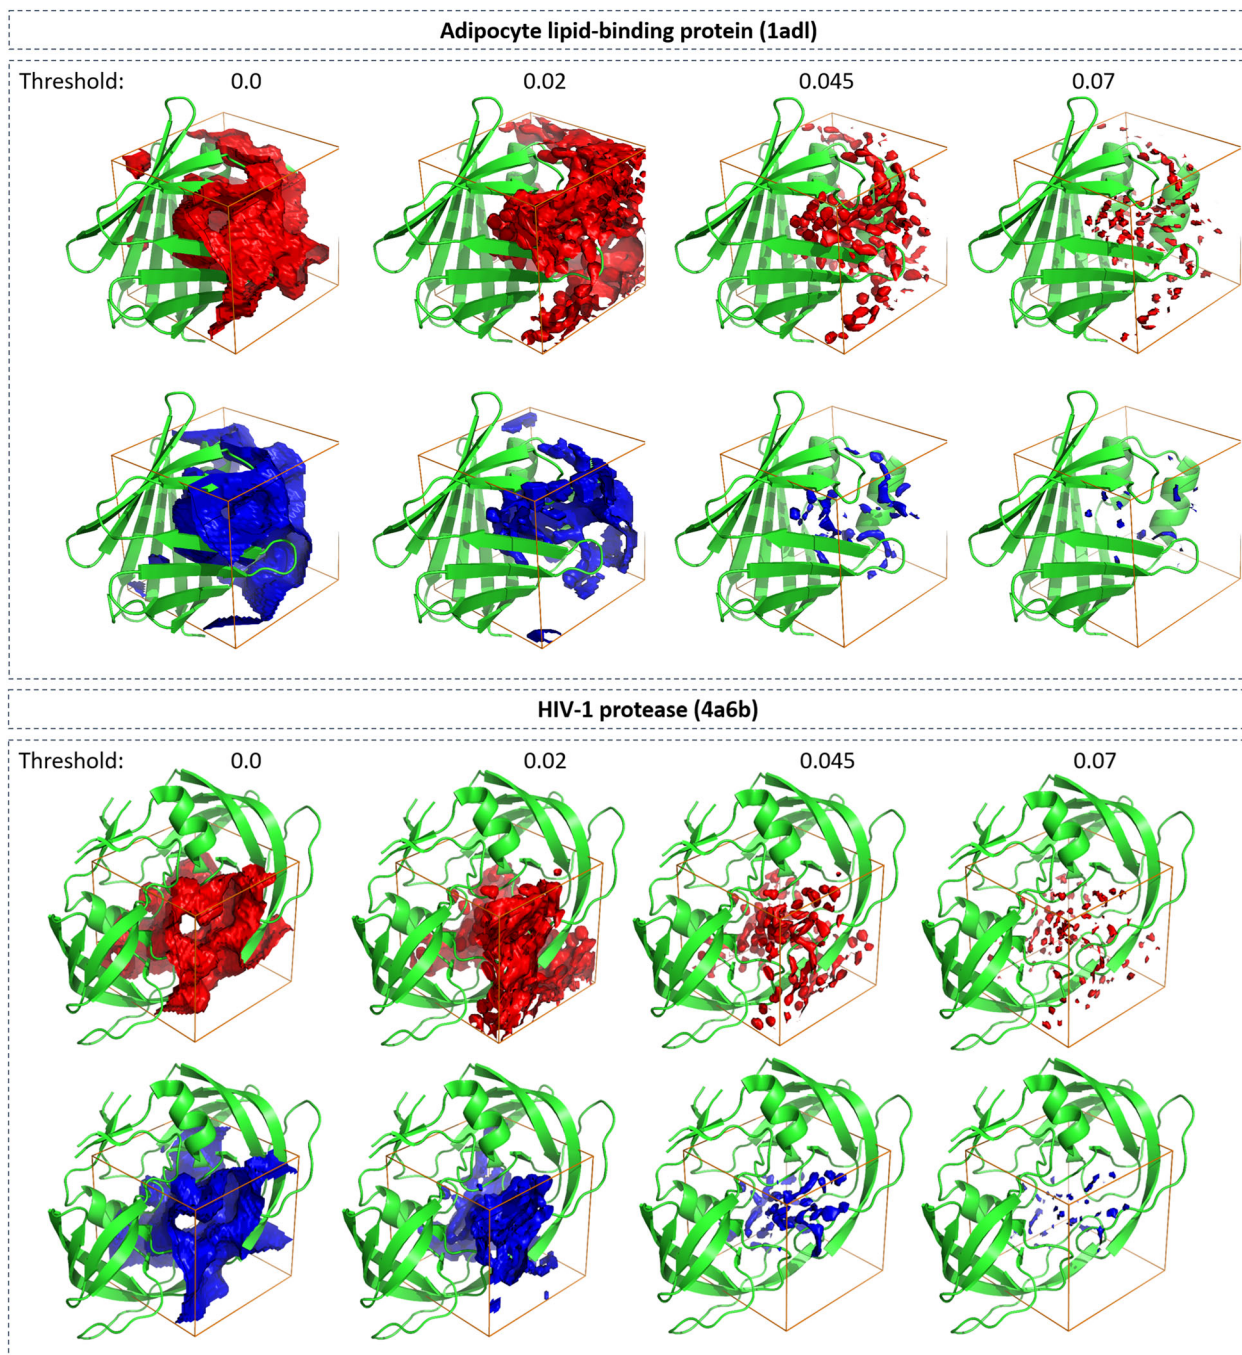 Adipocyte lipid-binding protein (1adl)
Threshold: 0.0 0.02 0.045 0.07
HIV-1 protease (4a6b)
Threshold: 0.0 0.02 0.045 0.07